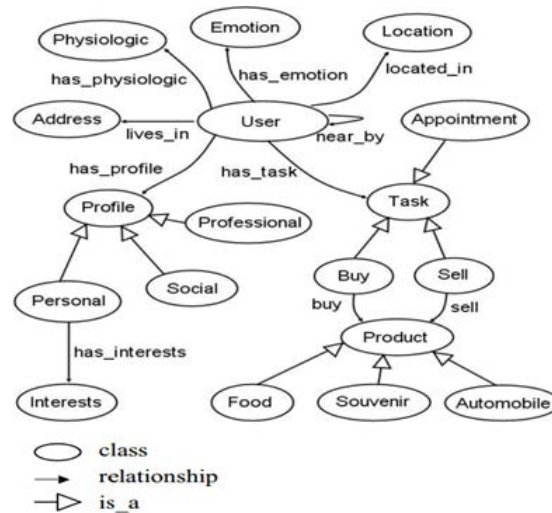 Physiologic
Emotion
Location
has_physiologic
has_emotion
located_in
Address
lives_in
User
near_by
Appointment
has_profile
has_task
Profile
Professional
Task
Personal
Social
Buy
Sell
buy
sell
Product
has_interests
Interests
Food
Souvenir
Automobile
class
relationship
is_a